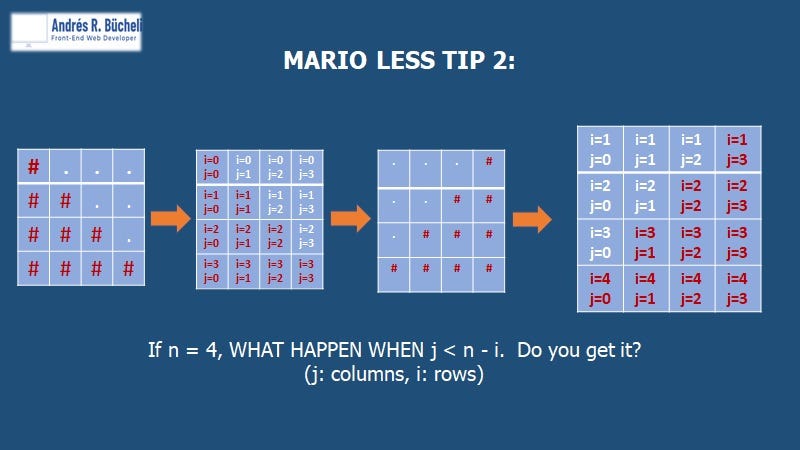 Andrés R. Bücheli
Front-End Web Developer
MARIO LESS TIP 2:
# . . .
# # . .
# # # .
# # # #
i=0 i=0 i=0 i=0
j=0 j=1 j=2 j=3
i=1 i=1 i=1 i=1
j=0 j=1 j=2 j=3
i=2 i=2 i=2 i=2
j=0 j=1 j=2 j=3
i=3 i=3 i=3 i=3
j=0 j=1 j=2 j=3
. . . #
. . # #
. # # #
# # # #
i=1 i=1 i=1 i=1
j=0 j=1 j=2 j=3
i=2 i=2 i=2 i=2
j=0 j=1 j=2 j=3
i=3 i=3 i=3 i=3
j=0 j=1 j=2 j=3
i=4 i=4 i=4 i=4
j=0 j=1 j=2 j=3
If n = 4, WHAT HAPPEN WHEN j < n - i. Do you get it?
(j: columns, i: rows)